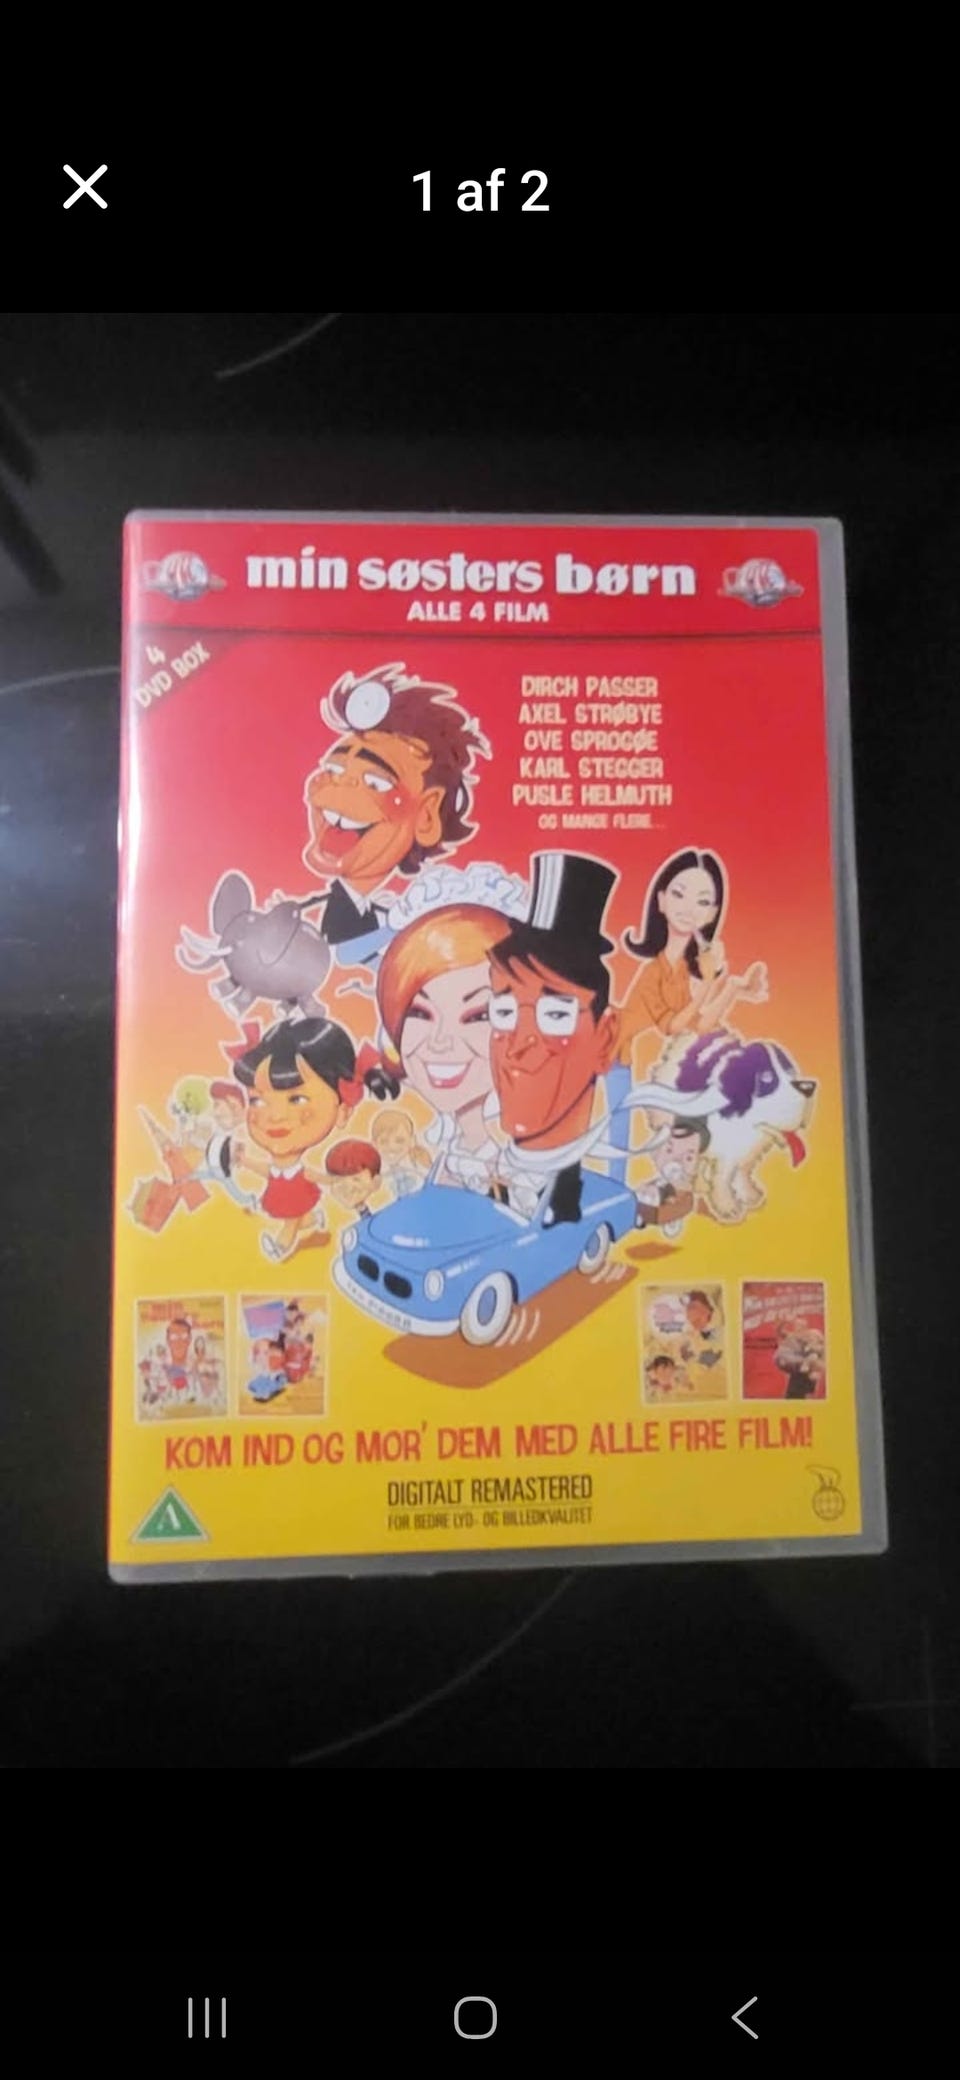 1 af 2
min søsters børn
ALLE 4 FILM
4
DVD BOX
DIRCH PASSER
AXEL STRØBYE
OVE SPROGØE
KARL STEGGER
PUSLE HELMUTH
OG MANGE FLERE...
KOM IND OG MOR' DEM MED ALLE FIRE FILM!
DIGITALT REMASTERED
FOR BEDRE LYD- OG BILLEDKVALITET
A